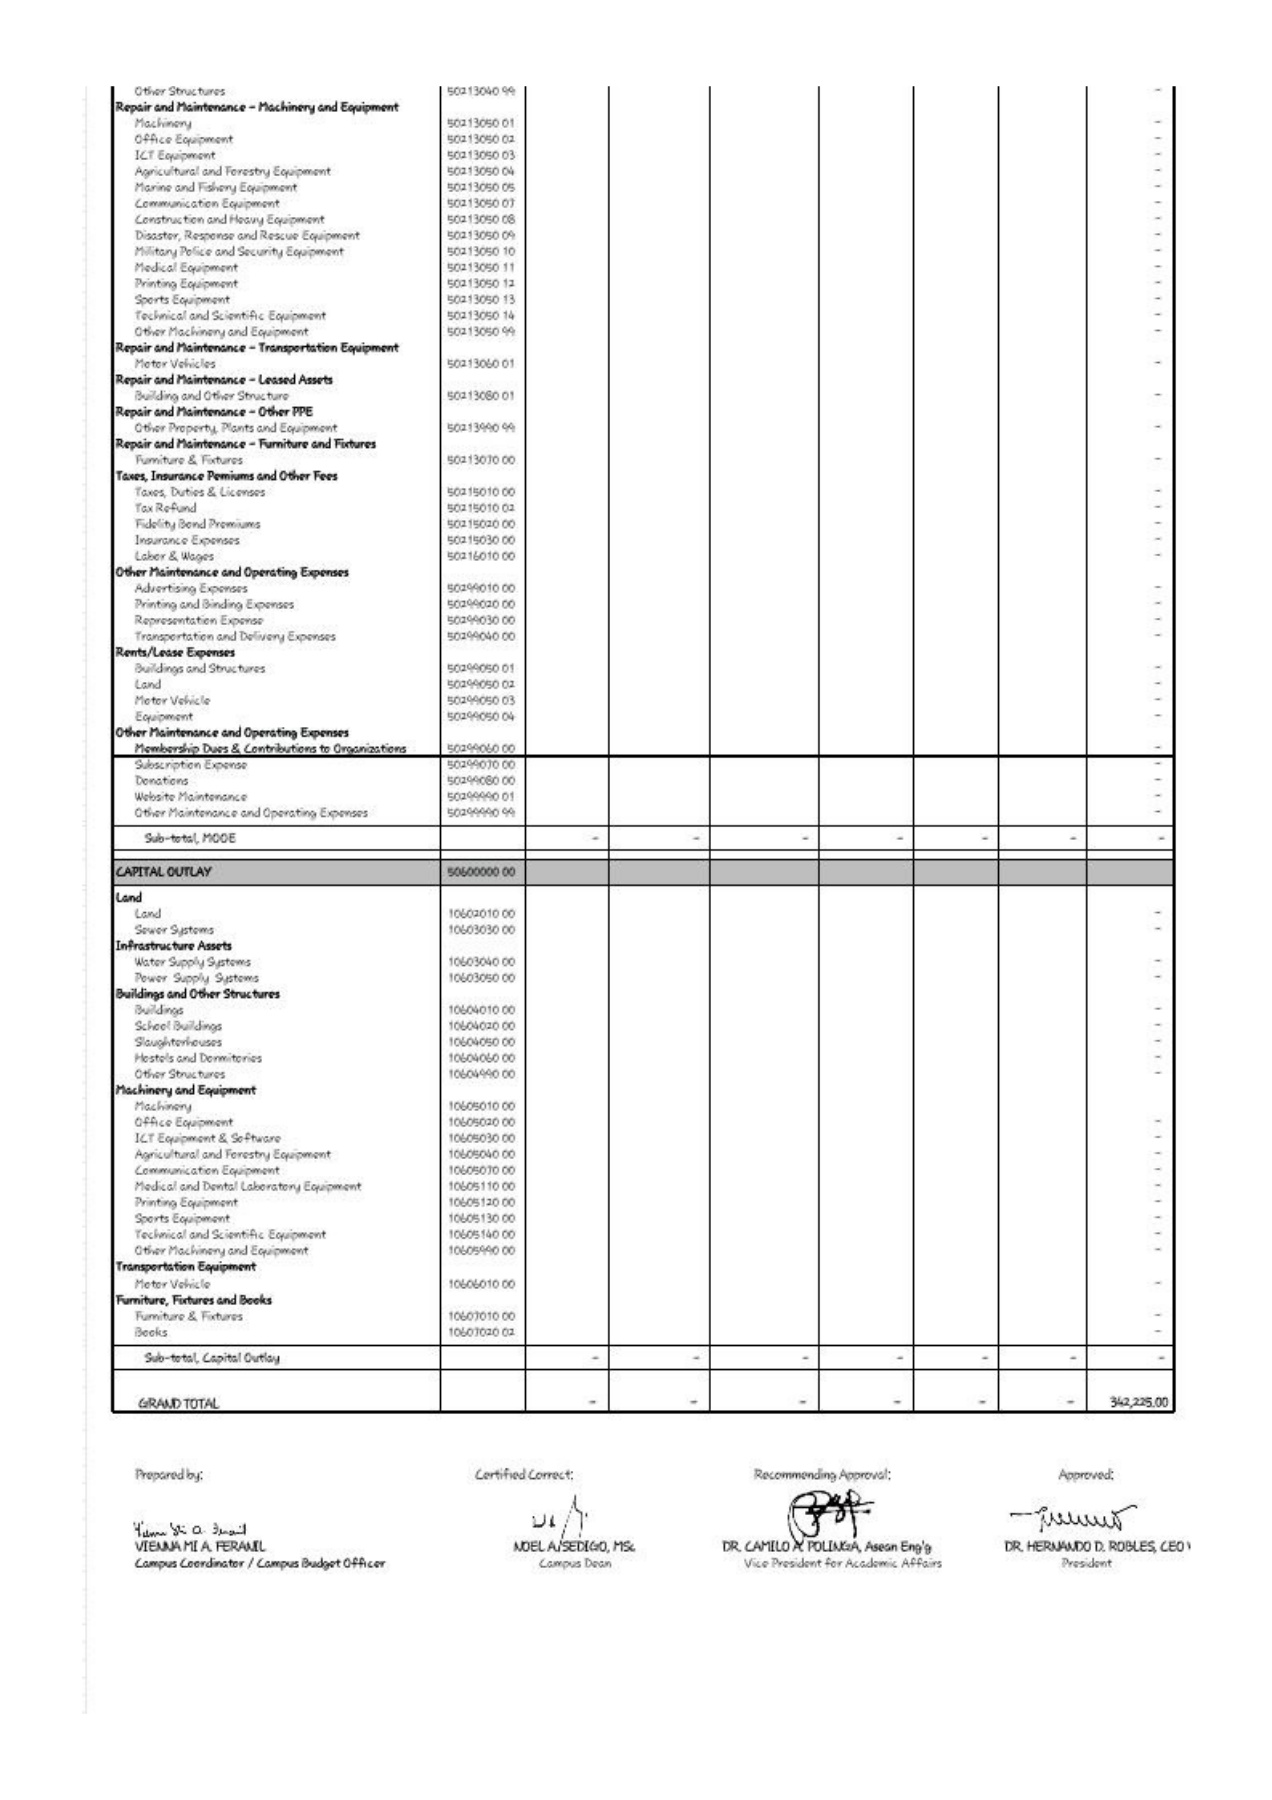 Other Structures 50213040 99 -
Repair and Maintenance - Machinery and Equipment
Machinery 50213050 01 -
Office Equipment 50213050 02 -
ICT Equipment 50213050 03 -
Agricultural and Forestry Equipment 50213050 04 -
Marine and Fishery Equipment 50213050 05 -
Communication Equipment 50213050 07 -
Construction and Heavy Equipment 50213050 08 -
Disaster, Response and Rescue Equipment 50213050 09 -
Military Police and Security Equipment 50213050 10 -
Medical Equipment 50213050 11 -
Printing Equipment 50213050 12 -
Sports Equipment 50213050 13 -
Technical and Scientific Equipment 50213050 14 -
Other Machinery and Equipment 50213050 99 -
Repair and Maintenance - Transportation Equipment
Motor Vehicles 50213060 01 -
Repair and Maintenance - Leased Assets
Building and Other Structure 50213080 01 -
Repair and Maintenance - Other PPE
Other Property, Plants and Equipment 50213990 99 -
Repair and Maintenance - Furniture and Fixtures
Furniture & Fixtures 50213070 00 -
Taxes, Insurance Pemiums and Other Fees
Taxes, Duties & Licenses 50215010 00 -
Tax Refund 50215010 02 -
Fidelity Bond Premiums 50215020 00 -
Insurance Expenses 50215030 00 -
Labor & Wages 50216010 00 -
Other Maintenance and Operating Expenses
Advertising Expenses 50299010 00 -
Printing and Binding Expenses 50299020 00 -
Representation Expense 50299030 00 -
Transportation and Delivery Expenses 50299040 00 -
Rents/Lease Expenses
Buildings and Structures 50299050 01 -
Land 50299050 02 -
Motor Vehicle 50299050 03 -
Equipment 50299050 04 -
Other Maintenance and Operating Expenses
Membership Dues & Contributions to Organizations 50299060 00 -
Subscription Expense 50299070 00 -
Donations 50299080 00 -
Website Maintenance 50299990 01 -
Other Maintenance and Operating Expenses 50299990 99 -
Sub-total, MOOE - - - - - - -
CAPITAL OUTLAY 50600000 00
Land
Land 10602010 00 -
Sewer Systems 10603030 00 -
Infrastructure Assets
Water Supply Systems 10603040 00 -
Power Supply Systems 10603050 00 -
Buildings and Other Structures
Buildings 10604010 00 -
School Buildings 10604020 00 -
Slaughterhouses 10604050 00 -
Hostels and Dormitories 10604060 00 -
Other Structures 10604990 00 -
Machinery and Equipment
Machinery 10605010 00
Office Equipment 10605020 00 -
ICT Equipment & Software 10605030 00 -
Agricultural and Forestry Equipment 10605040 00 -
Communication Equipment 10605070 00 -
Medical and Dental Laboratory Equipment 10605110 00 -
Printing Equipment 10605120 00 -
Sports Equipment 10605130 00 -
Technical and Scientific Equipment 10605140 00 -
Other Machinery and Equipment 10605990 00 -
Transportation Equipment
Motor Vehicle 10606010 00 -
Furniture, Fixtures and Books
Furniture & Fixtures 10607010 00 -
Books 10607020 02 -
Sub-total, Capital Outlay - - - - - - -
GRAND TOTAL - - - - - - 342,225.00
Prepared by: Certified Correct: Recommending Approval: Approved:
VIENNA MI A. FERANIL NOEL A. SEDIGO, MSc DR. CAMILO A. POLINGA, Asean Eng'g DR. HERNANDO D. ROBLES, CEO
Campus Coordinator / Campus Budget Officer Campus Dean Vice President for Academic Affairs President